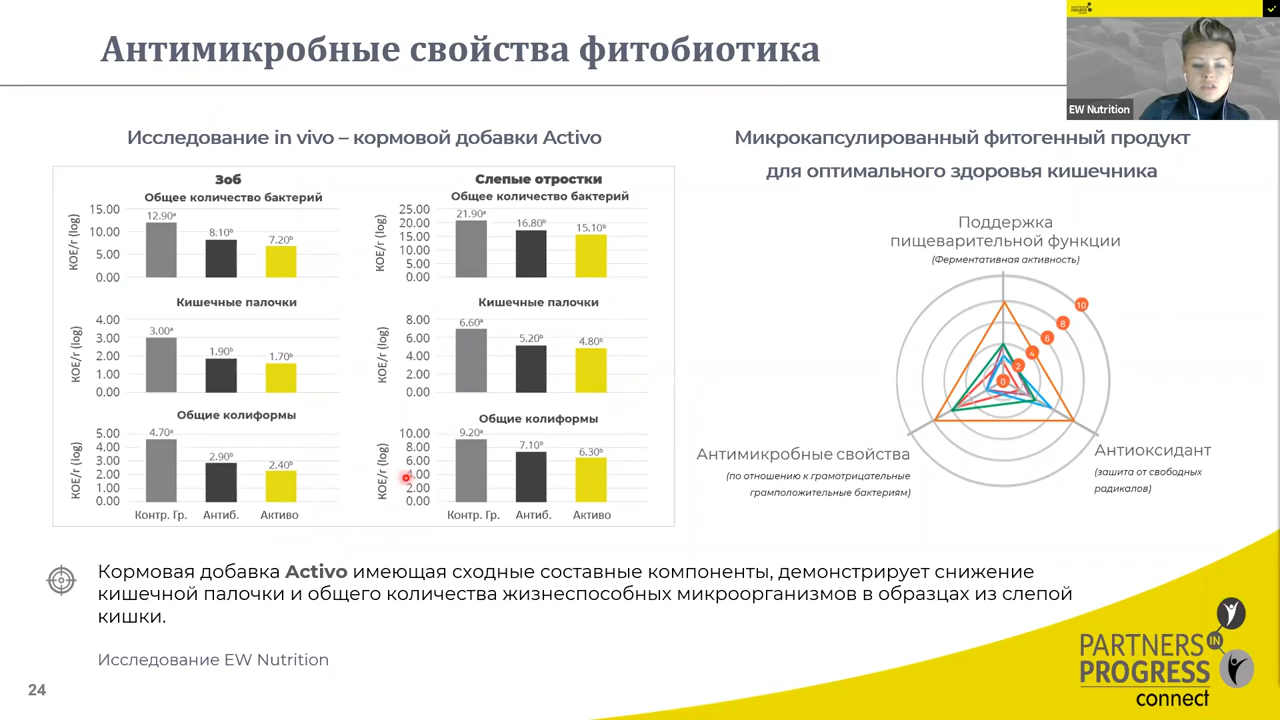 Антимикробные свойства фитобиотика
PARTNERS
IN
PROGRESS
connect
EW Nutrition
Исследование in vivo – кормовой добавки Activo
Зоб
Общее количество бактерий
КОЕ/г (log)
15.00
10.00
5.00
0.00
12.90ᵃ
8.10ᵇ
7.20ᵇ
Кишечные палочки
КОЕ/г (log)
4.00
3.00
2.00
1.00
0.00
3.00ᵃ
1.90ᵇ
1.70ᵇ
Общие колиформы
КОЕ/г (log)
5.00
4.00
3.00
2.00
1.00
0.00
4.70ᵃ
2.90ᵇ
2.40ᵇ
Контр. Гр. Антиб. Активо
Слепые отростки
Общее количество бактерий
КОЕ/г (log)
25.00
20.00
15.00
10.00
5.00
0.00
21.90ᵃ
16.80ᵇ
15.10ᵇ
Кишечные палочки
КОЕ/г (log)
8.00
6.00
4.00
2.00
0.00
6.60ᵃ
5.20ᵇ
4.80ᵇ
Общие колиформы
КОЕ/г (log)
10.00
8.00
6.00
4.00
2.00
0.00
9.20ᵃ
7.10ᵇ
6.30ᵇ
Контр. Гр. Антиб. Активо
Микрокапсулированный фитогенный продукт
для оптимального здоровья кишечника
Поддержка
пищеварительной функции
(Ферментативная активность)
10
8
6
4
2
0
Антимикробные свойства
(по отношению к грамотрицательные
грамположительные бактериям)
Антиоксидант
(зашита от свободных
радикалов)
Кормовая добавка Activo имеющая сходные составные компоненты, демонстрирует снижение
кишечной палочки и общего количества жизнеспособных микроорганизмов в образцах из слепой
кишки.
Исследование EW Nutrition
24
PARTNERS
IN
PROGRESS
connect